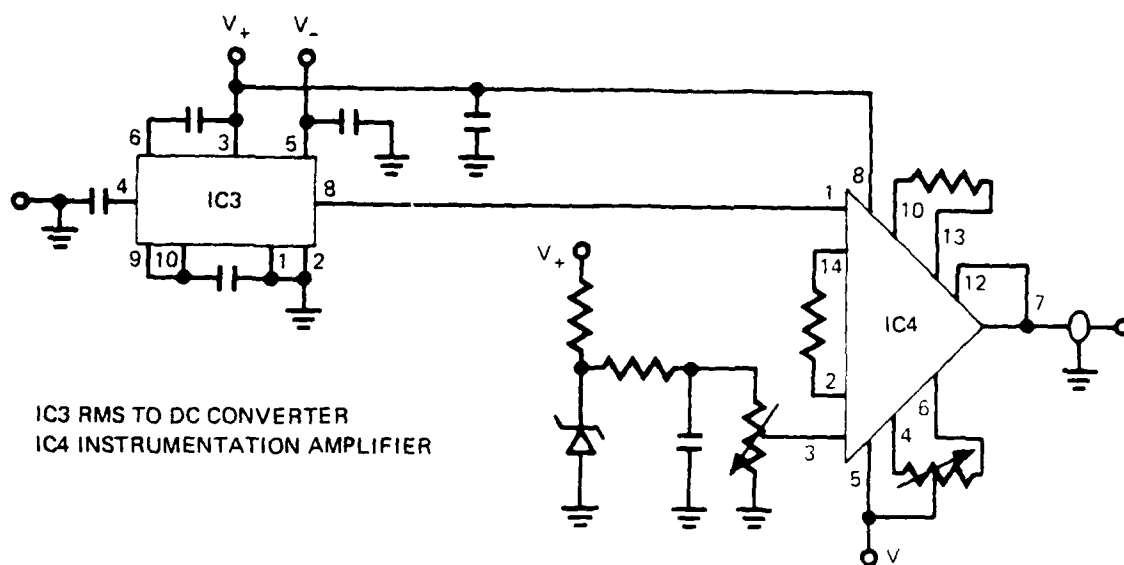 V+ V-
6 3 5
4 IC3 8
9 10 1 2
8
1 10 13
V+ 14 12 7
IC4
2 6
3 4
5
IC3 RMS TO DC CONVERTER
IC4 INSTRUMENTATION AMPLIFIER
V